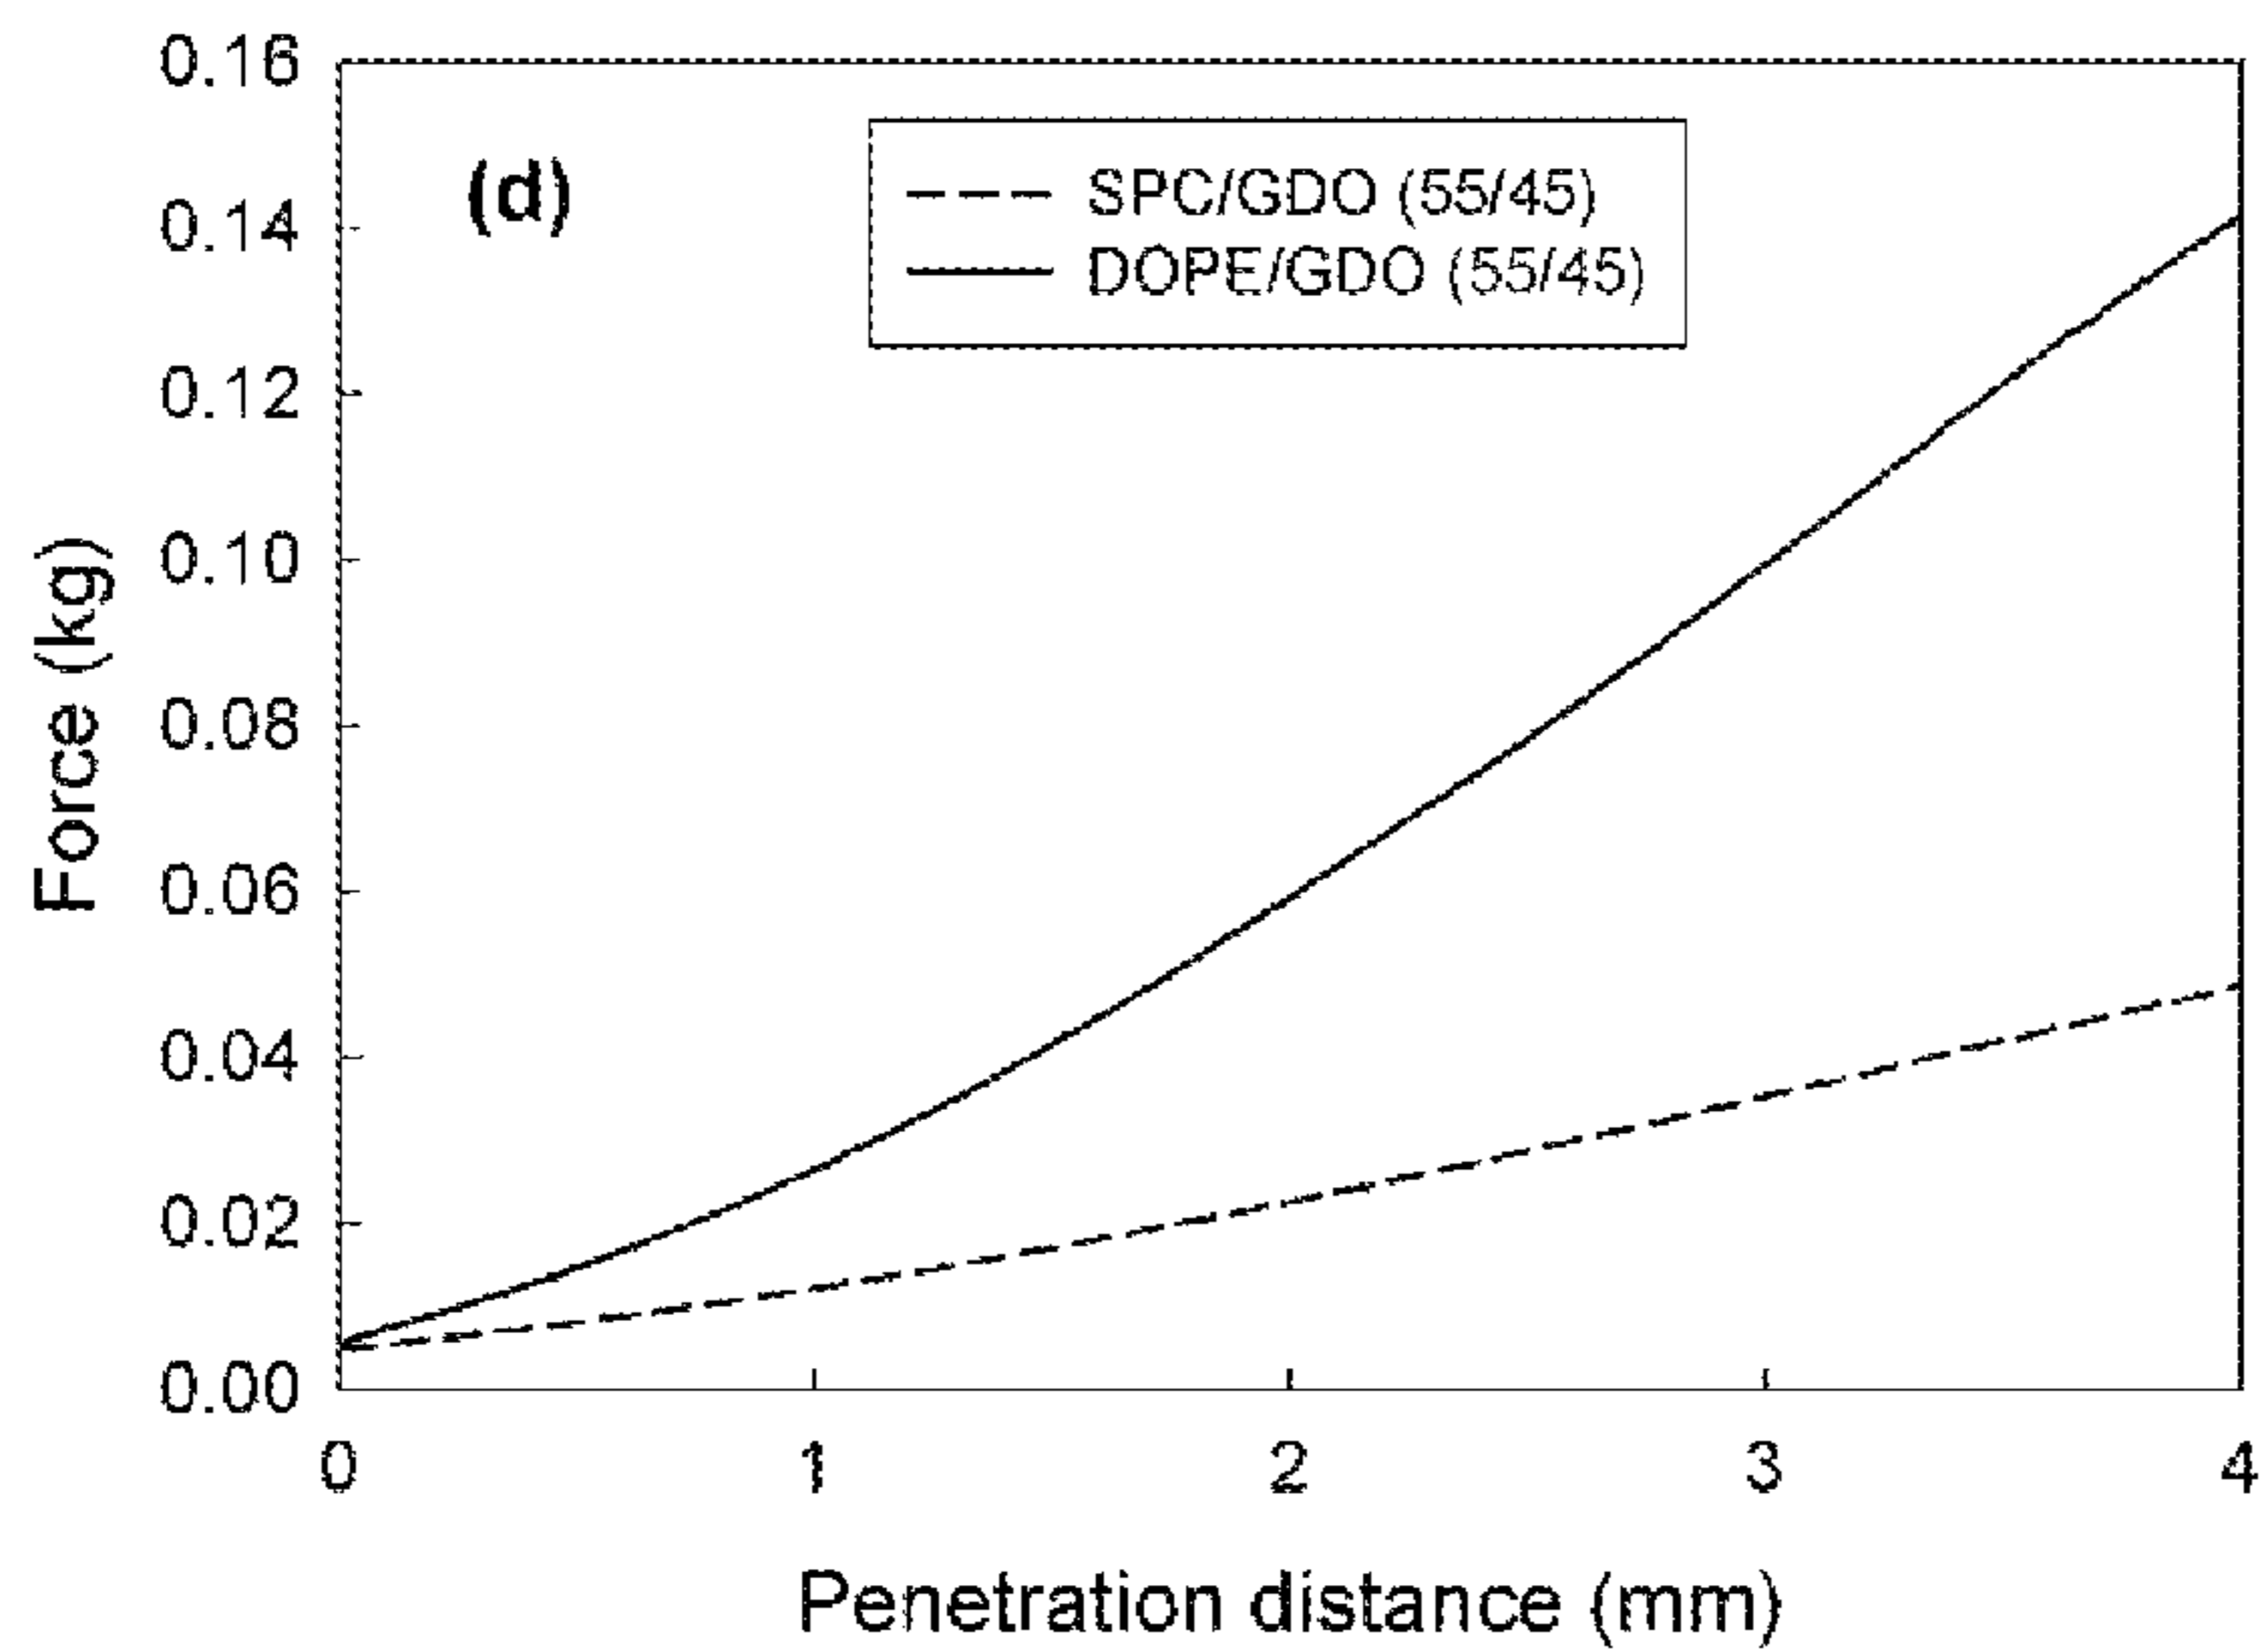 0.16
0.14
0.12
0.10
0.08
0.06
0.04
0.02
0.00
Force (kg)
(d)
SPC/GDO (55/45)
DOPE/GDO (55/45)
0 1 2 3 4
Penetration distance (mm)